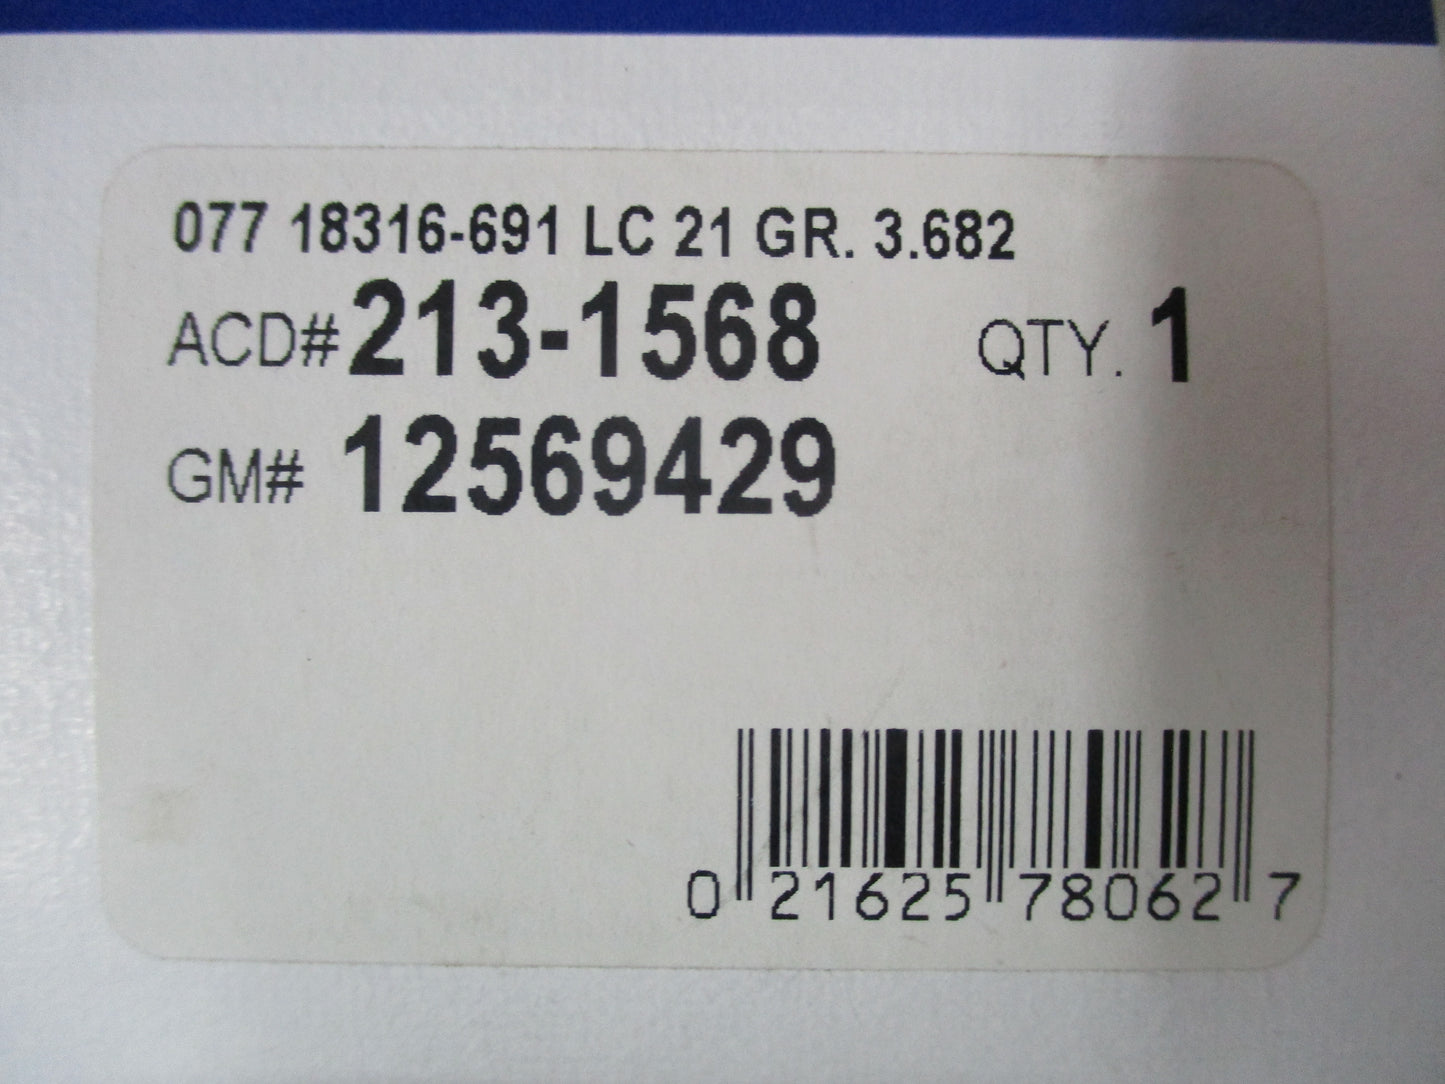 077 18316-691 LC 21 GR. 3.682
ACD# 213-1568 QTY. 1
GM# 12569429
0 21625 78062 7